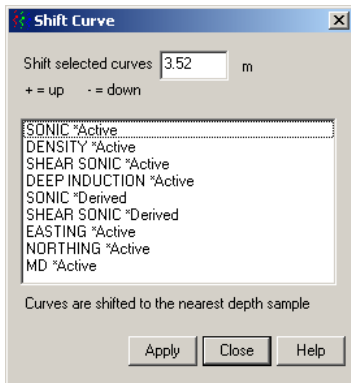 Shift Curve
Shift selected curves 3.52 m
+ = up - = down
SONIC *Active
DENSITY *Active
SHEAR SONIC *Active
DEEP INDUCTION *Active
SONIC *Derived
SHEAR SONIC *Derived
EASTING *Active
NORTHING *Active
MD *Active
Curves are shifted to the nearest depth sample
Apply Close Help